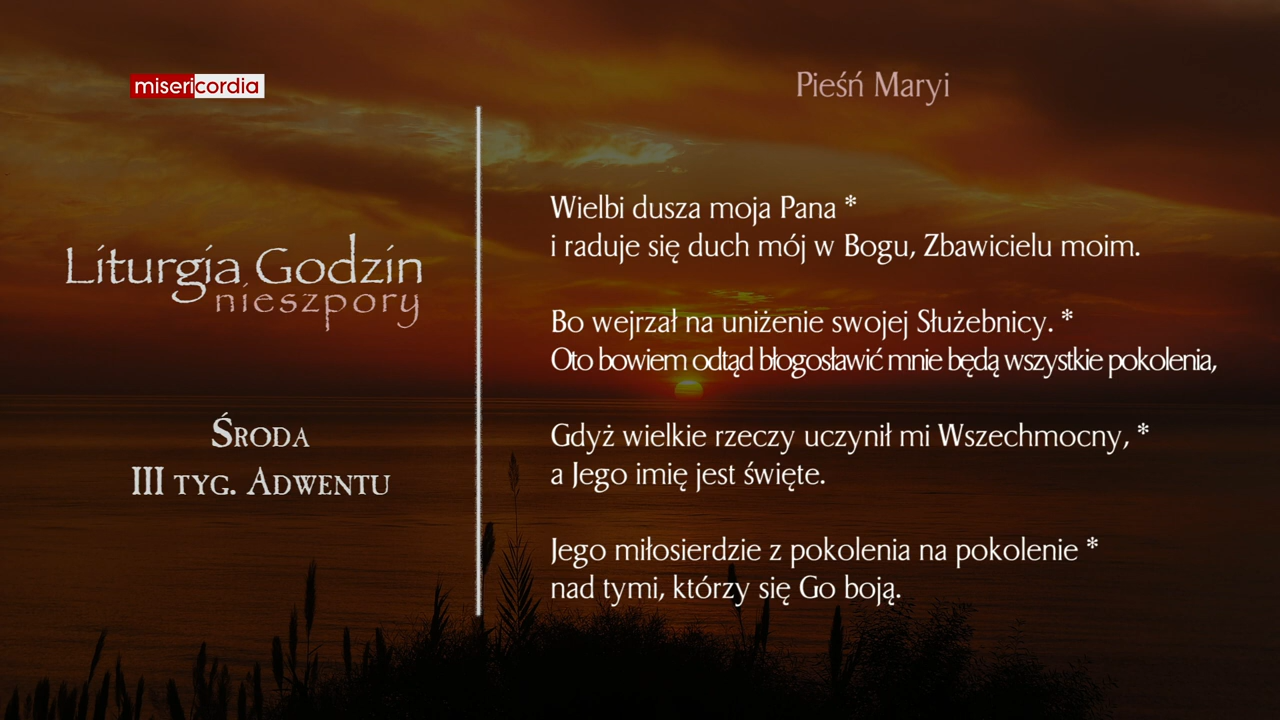 misericordia
Liturgia Godzin
nieszpory
Środa
III tyg. Adwentu
Pieśń Maryi
Wielbi dusza moja Pana *
i raduje się duch mój w Bogu, Zbawicielu moim.
Bo wejrzał na uniżenie swojej Służebnicy. *
Oto bowiem odtąd błogosławić mnie będą wszystkie pokolenia,
Gdyż wielkie rzeczy uczynił mi Wszechmocny, *
a Jego imię jest święte.
Jego miłosierdzie z pokolenia na pokolenie *
nad tymi, którzy się Go boją.